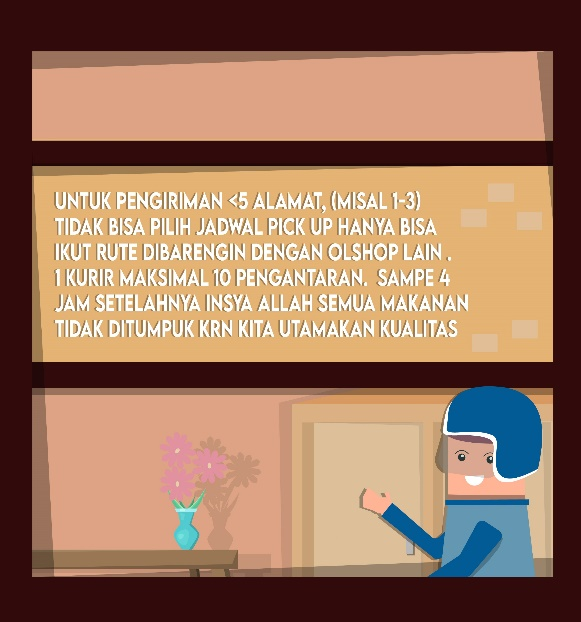 UNTUK PENGIRIMAN <5 ALAMAT, (MISAL 1-3)
TIDAK BISA PILIH JADWAL PICK UP HANYA BISA
IKUT RUTE DIBARENGIN DENGAN OLSHOP LAIN .
1 KURIR MAKSIMAL 10 PENGANTARAN. SAMPE 4
JAM SETELAHNYA INSYA ALLAH SEMUA MAKANAN
TIDAK DITUMPUK KRN KITA UTAMAKAN KUALITAS